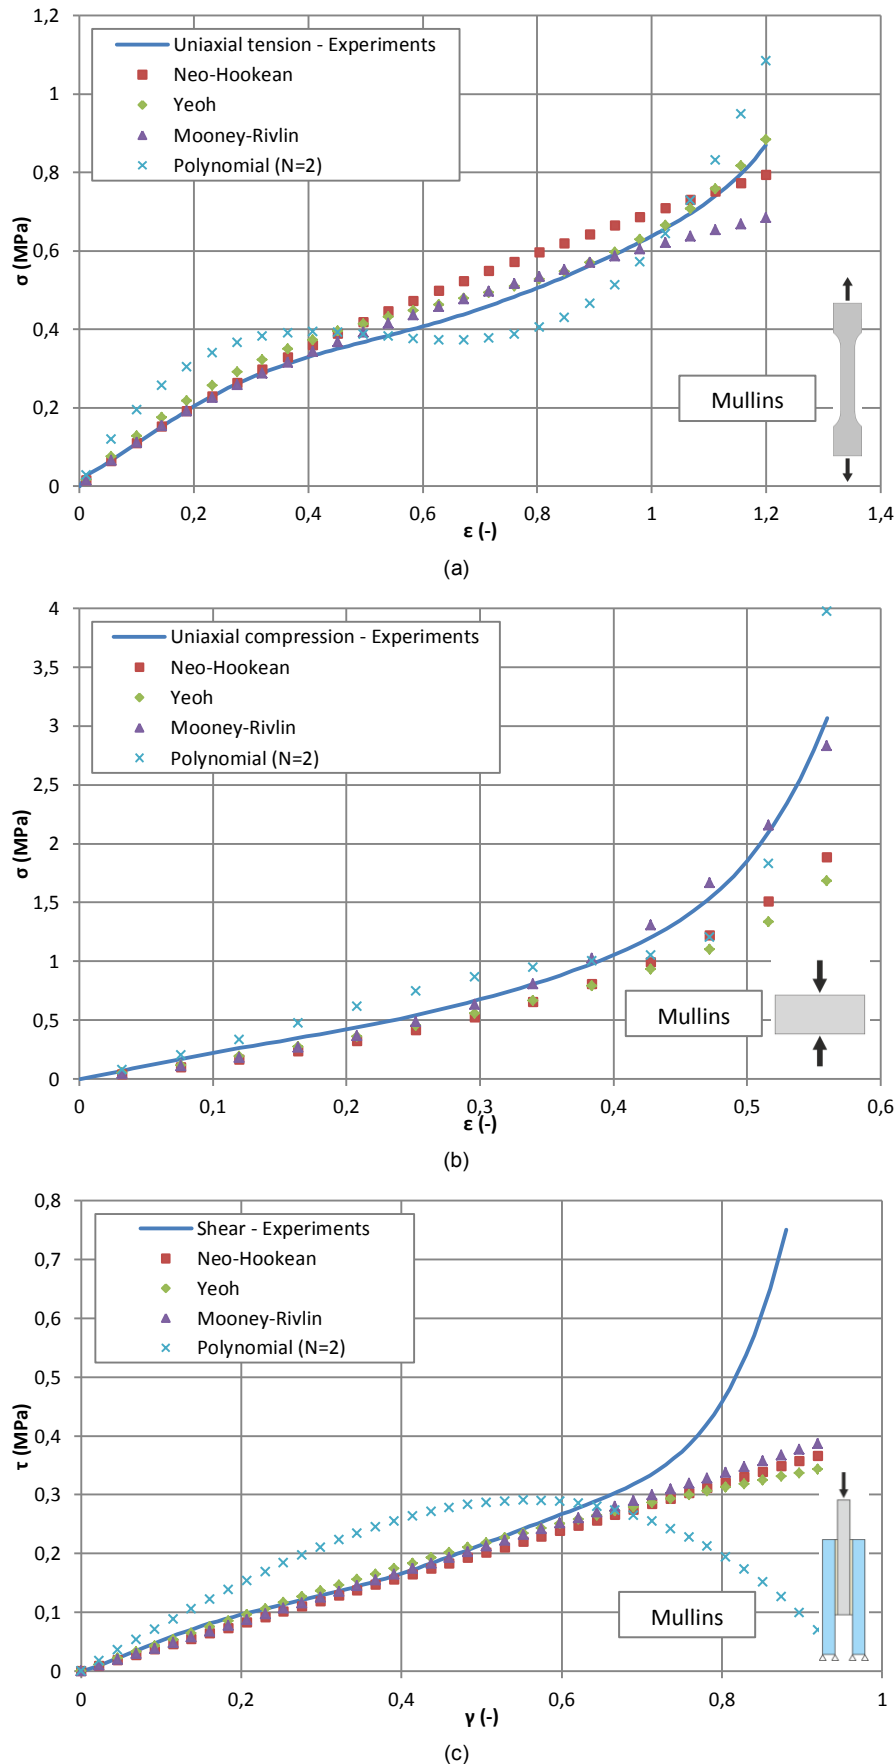 1,2
1
0,8
0,6
0,4
0,2
0
σ (MPa)
Uniaxial tension - Experiments
Neo-Hookean
Yeoh
Mooney-Rivlin
Polynomial (N=2)
Mullins
0 0,2 0,4 0,6 0,8 1 1,2 1,4
ε (-)
(a)
4
3,5
3
2,5
2
1,5
1
0,5
0
σ (MPa)
Uniaxial compression - Experiments
Neo-Hookean
Yeoh
Mooney-Rivlin
Polynomial (N=2)
Mullins
0 0,1 0,2 0,3 0,4 0,5 0,6
ε (-)
(b)
0,8
0,7
0,6
0,5
0,4
0,3
0,2
0,1
0
τ (MPa)
Shear - Experiments
Neo-Hookean
Yeoh
Mooney-Rivlin
Polynomial (N=2)
Mullins
0 0,2 0,4 0,6 0,8 1
γ (-)
(c)